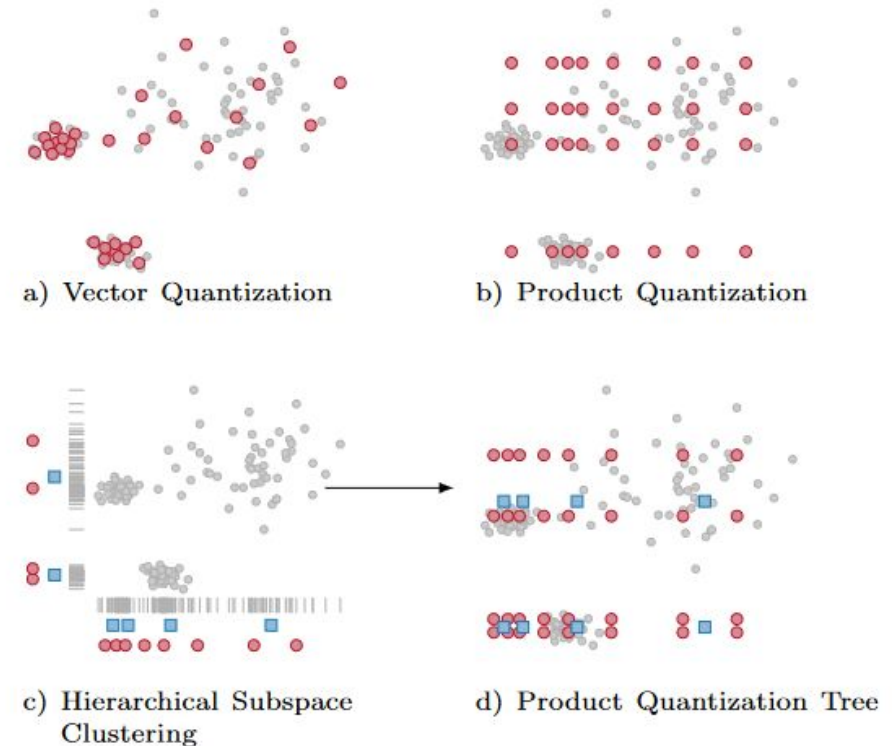 a) Vector Quantization
b) Product Quantization
c) Hierarchical Subspace
Clustering
d) Product Quantization Tree